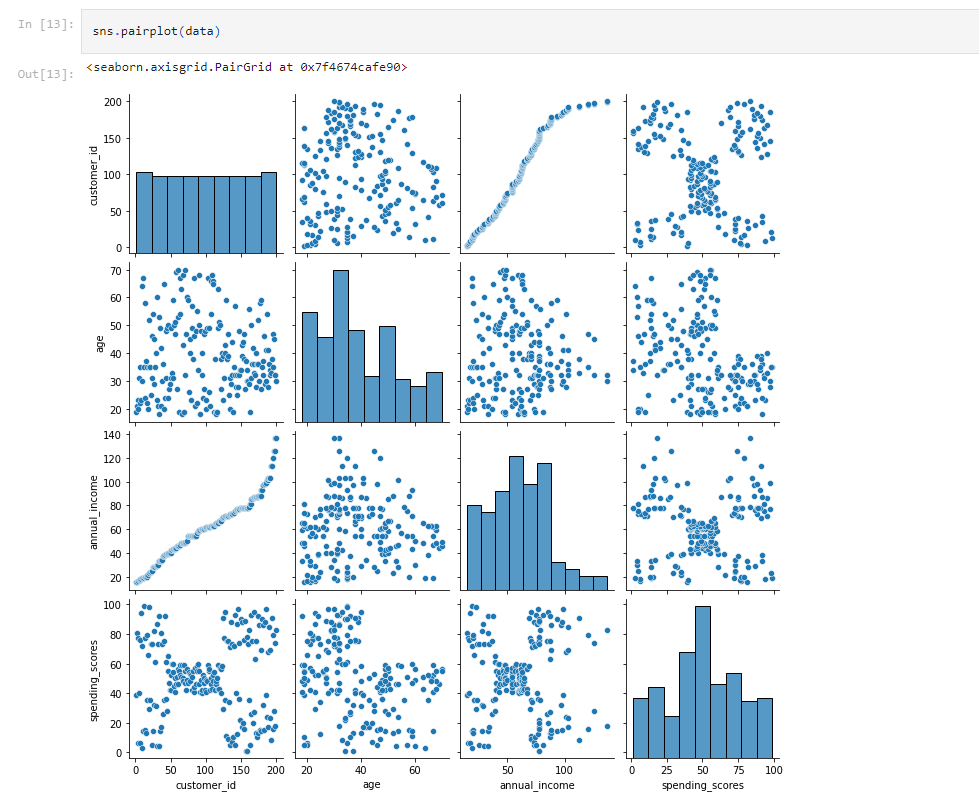 In [13]:
sns.pairplot(data)
Out[13]:
<seaborn.axisgrid.PairGrid at 0x7f4674cafe90>
200
150
100
50
0
customer_id
70
60
50
40
30
20
age
140
120
100
80
60
40
20
annual_income
100
80
60
40
20
0
spending_scores
0 50 100 150 200
20 40 60
50 100
0 25 50 75 100
customer_id
age
annual_income
spending_scores